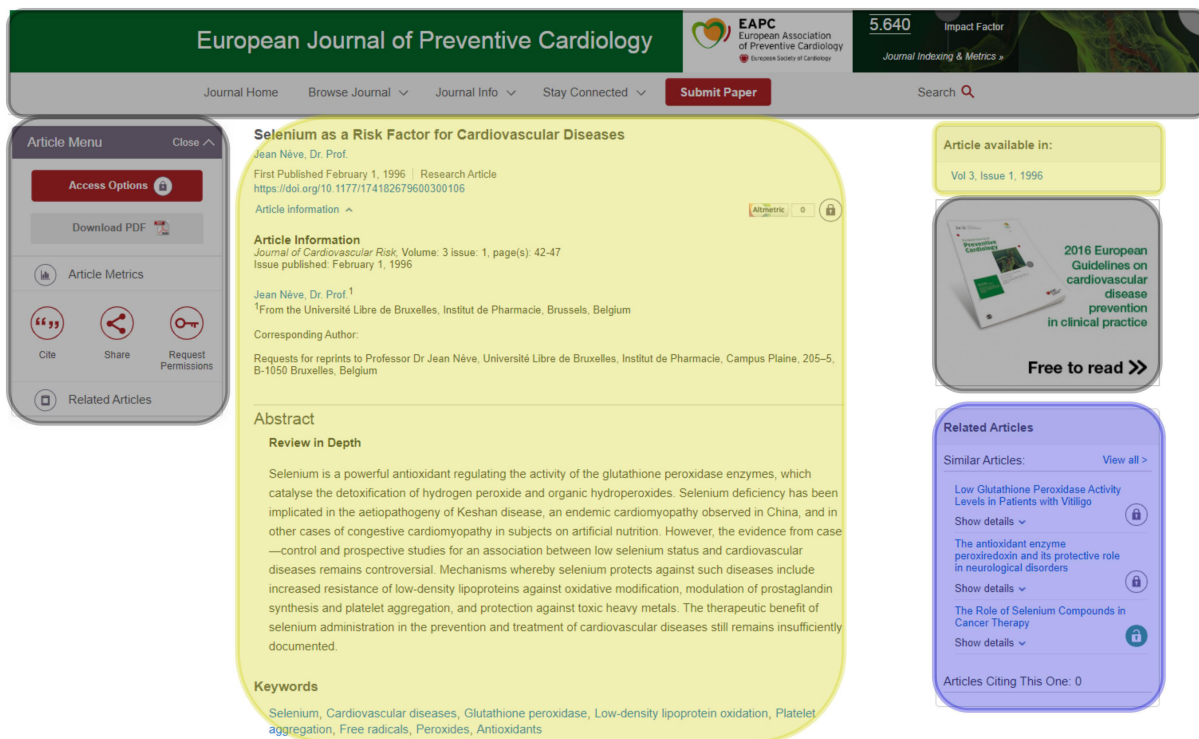 European Journal of Preventive Cardiology
EAPC
European Association
of Preventive Cardiology
European Society of Cardiology
5.640
Impact Factor
Journal Indexing & Metrics »
Journal Home
Browse Journal
Journal Info
Stay Connected
Submit Paper
Search
Article Menu
Close
Access Options
Download PDF
Article Metrics
Cite
Share
Request
Permissions
Related Articles
Selenium as a Risk Factor for Cardiovascular Diseases
Jean Nève, Dr. Prof.
First Published February 1, 1996 | Research Article
https://doi.org/10.1177/174182679600300106
Article information
Altmetric 0
Article Information
Journal of Cardiovascular Risk, Volume: 3 issue: 1, page(s): 42-47
Issue published: February 1, 1996
Jean Nève, Dr. Prof.1
1From the Université Libre de Bruxelles, Institut de Pharmacie, Brussels, Belgium
Corresponding Author:
Requests for reprints to Professor Dr Jean Nève, Université Libre de Bruxelles, Institut de Pharmacie, Campus Plaine, 205–5,
B-1050 Bruxelles, Belgium
Abstract
Review in Depth
Selenium is a powerful antioxidant regulating the activity of the glutathione peroxidase enzymes, which
catalyse the detoxification of hydrogen peroxide and organic hydroperoxides. Selenium deficiency has been
implicated in the aetiopathogeny of Keshan disease, an endemic cardiomyopathy observed in China, and in
other cases of congestive cardiomyopathy in subjects on artificial nutrition. However, the evidence from case
—control and prospective studies for an association between low selenium status and cardiovascular
diseases remains controversial. Mechanisms whereby selenium protects against such diseases include
increased resistance of low-density lipoproteins against oxidative modification, modulation of prostaglandin
synthesis and platelet aggregation, and protection against toxic heavy metals. The therapeutic benefit of
selenium administration in the prevention and treatment of cardiovascular diseases still remains insufficiently
documented.
Keywords
Selenium, Cardiovascular diseases, Glutathione peroxidase, Low-density lipoprotein oxidation, Platelet
aggregation, Free radicals, Peroxides, Antioxidants
Article available in:
Vol 3, Issue 1, 1996
Preventive
Cardiology
2016 European
Guidelines on
cardiovascular
disease
prevention
in clinical practice
Free to read
Related Articles
Similar Articles:
View all >
Low Glutathione Peroxidase Activity
Levels in Patients with Vitiligo
Show details
The antioxidant enzyme
peroxiredoxin and its protective role
in neurological disorders
Show details
The Role of Selenium Compounds in
Cancer Therapy
Show details
Articles Citing This One: 0